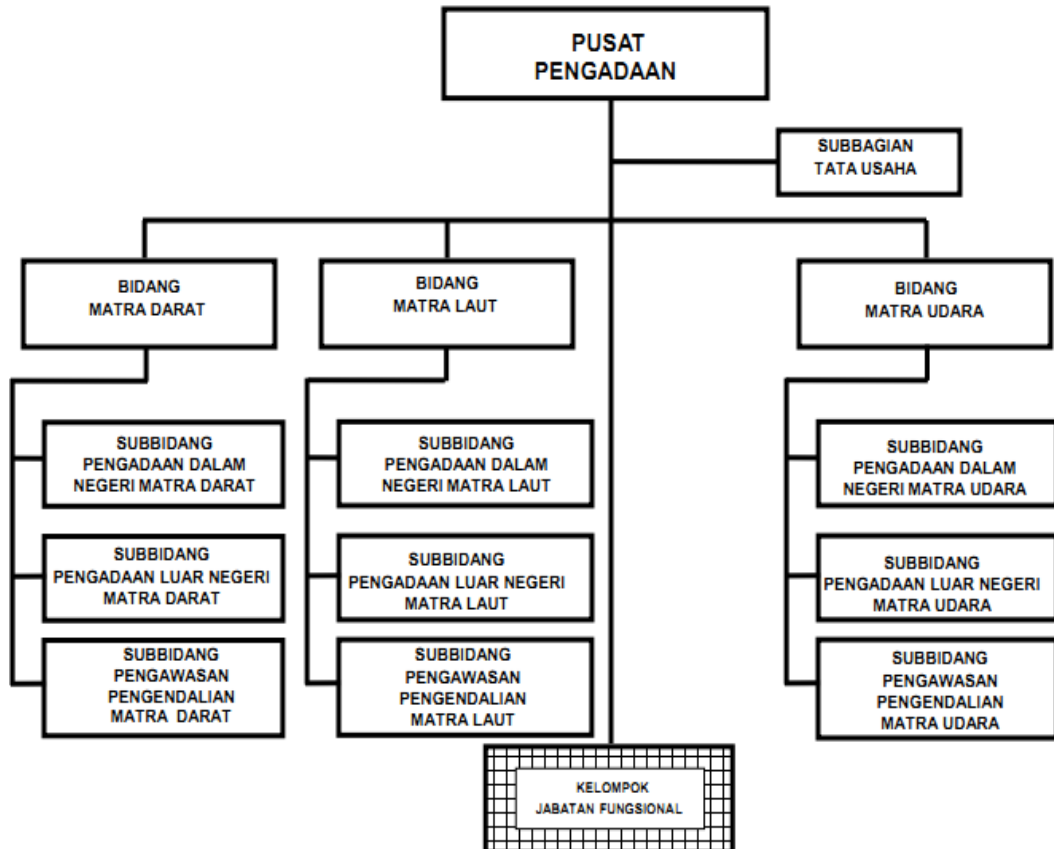 PUSAT
PENGADAAN
SUBBAGIAN
TATA USAHA
BIDANG
MATRA DARAT
BIDANG
MATRA LAUT
BIDANG
MATRA UDARA
SUBBIDANG
PENGADAAN DALAM
NEGERI MATRA DARAT
SUBBIDANG
PENGADAAN DALAM
NEGERI MATRA LAUT
SUBBIDANG
PENGADAAN DALAM
NEGERI MATRA UDARA
SUBBIDANG
PENGADAAN LUAR NEGERI
MATRA DARAT
SUBBIDANG
PENGADAAN LUAR NEGERI
MATRA LAUT
SUBBIDANG
PENGADAAN LUAR NEGERI
MATRA UDARA
SUBBIDANG
PENGAWASAN
PENGENDALIAN
MATRA DARAT
SUBBIDANG
PENGAWASAN
PENGENDALIAN
MATRA LAUT
SUBBIDANG
PENGAWASAN
PENGENDALIAN
MATRA UDARA
KELOMPOK
JABATAN FUNGSIONAL